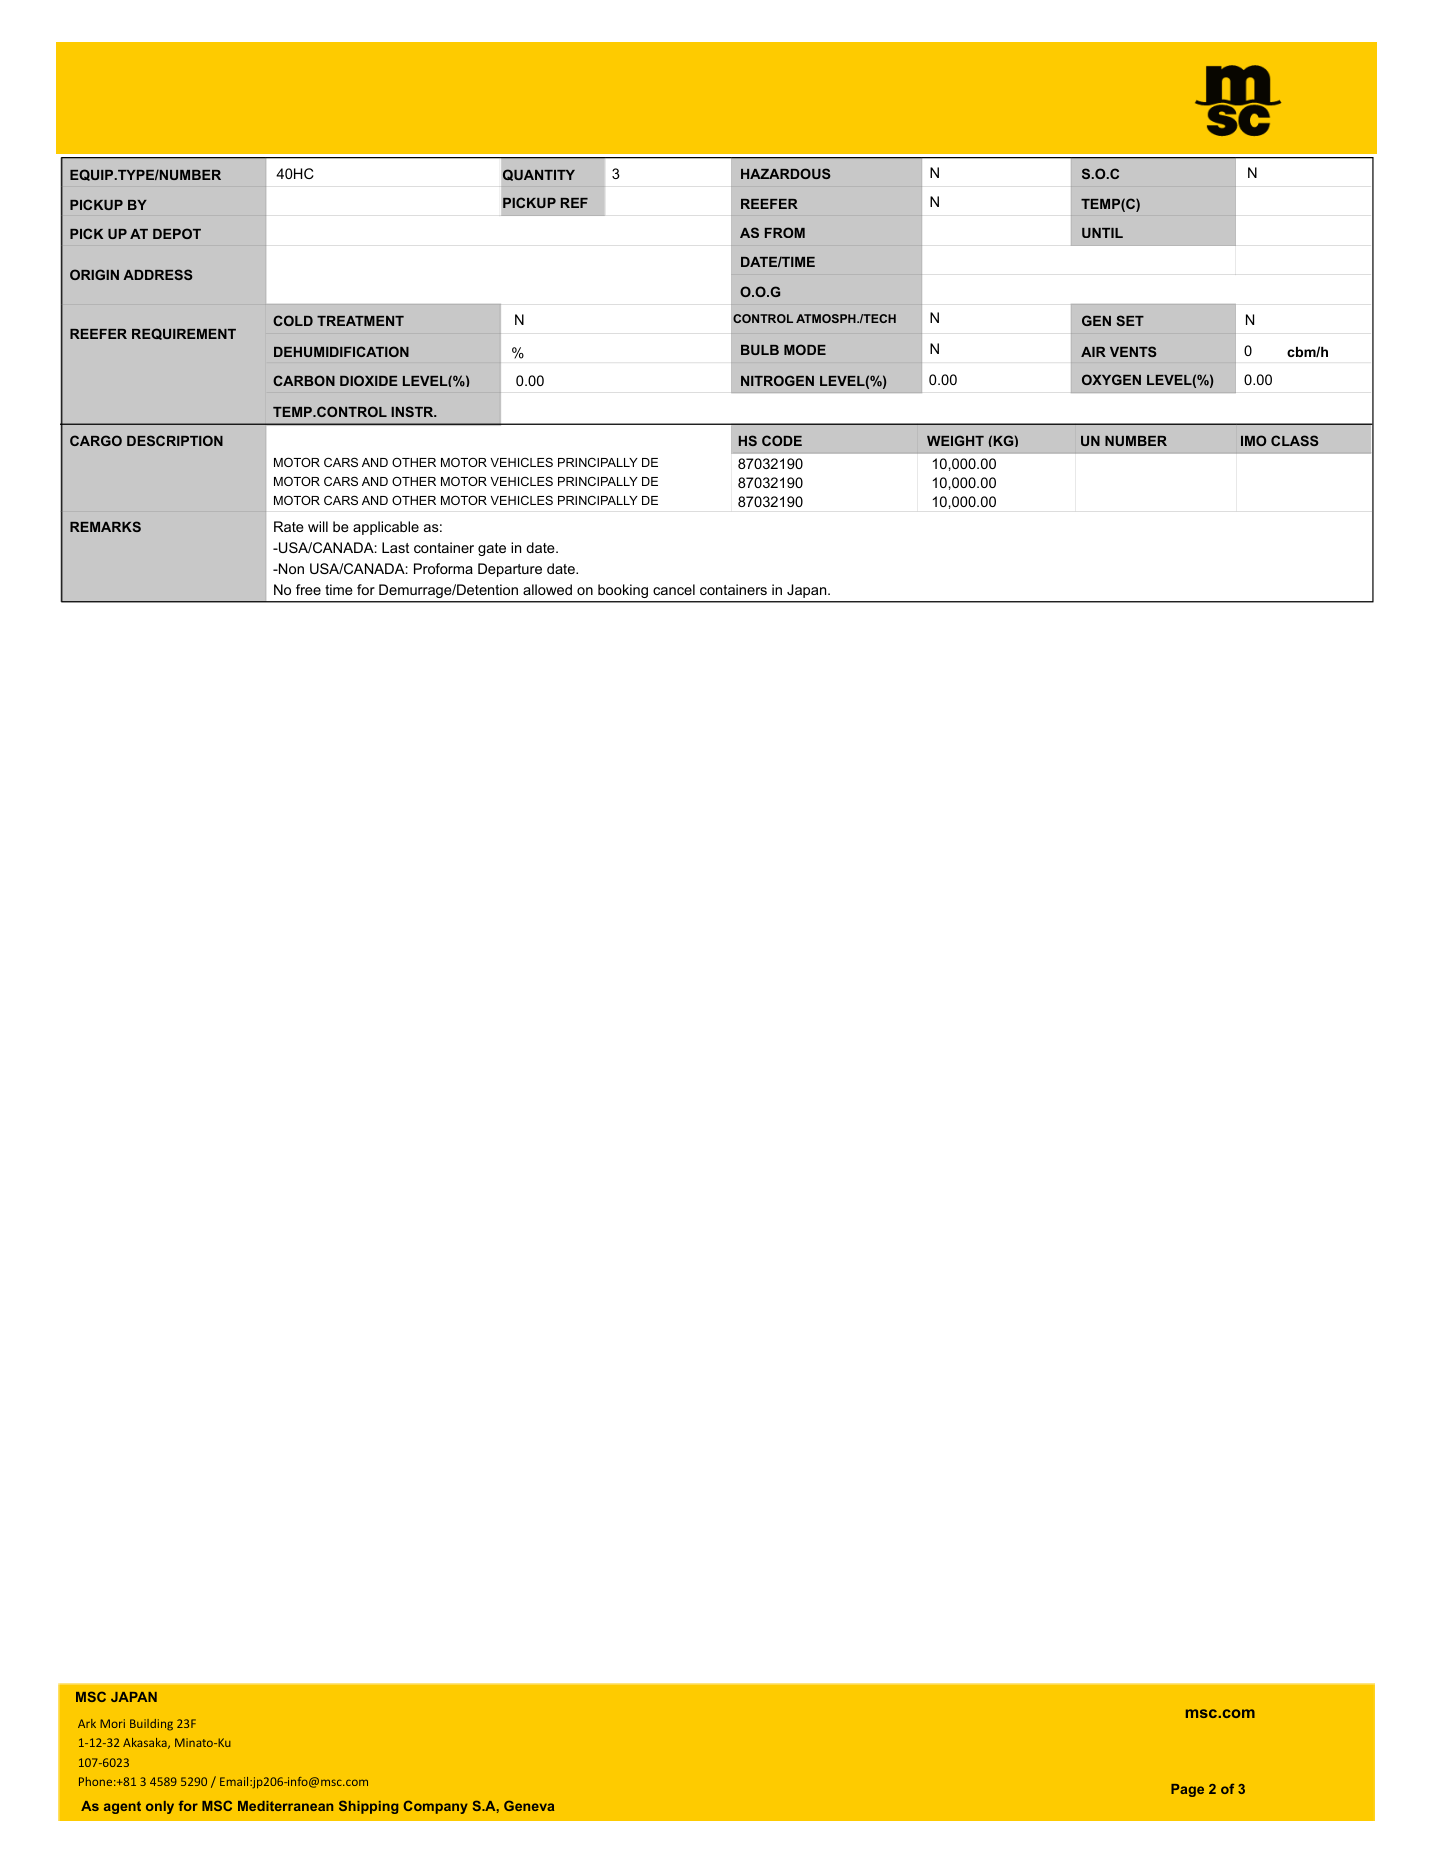 msc
EQUIP.TYPE/NUMBER 40HC QUANTITY 3 HAZARDOUS N S.O.C N
PICKUP BY PICKUP REF REEFER N TEMP(C)
PICK UP AT DEPOT AS FROM UNTIL
ORIGIN ADDRESS DATE/TIME
O.O.G
REEFER REQUIREMENT COLD TREATMENT N CONTROL ATMOSPH./TECH N GEN SET N
DEHUMIDIFICATION % BULB MODE N AIR VENTS 0 cbm/h
CARBON DIOXIDE LEVEL(%) 0.00 NITROGEN LEVEL(%) 0.00 OXYGEN LEVEL(%) 0.00
TEMP.CONTROL INSTR.
CARGO DESCRIPTION HS CODE WEIGHT (KG) UN NUMBER IMO CLASS
MOTOR CARS AND OTHER MOTOR VEHICLES PRINCIPALLY DE 87032190 10,000.00
MOTOR CARS AND OTHER MOTOR VEHICLES PRINCIPALLY DE 87032190 10,000.00
MOTOR CARS AND OTHER MOTOR VEHICLES PRINCIPALLY DE 87032190 10,000.00
REMARKS Rate will be applicable as:
-USA/CANADA: Last container gate in date.
-Non USA/CANADA: Proforma Departure date.
No free time for Demurrage/Detention allowed on booking cancel containers in Japan.
MSC JAPAN
msc.com
Ark Mori Building 23F
1-12-32 Akasaka, Minato-Ku
107-6023
Phone:+81 3 4589 5290 / Email:jp206-info@msc.com
Page 2 of 3
As agent only for MSC Mediterranean Shipping Company S.A, Geneva